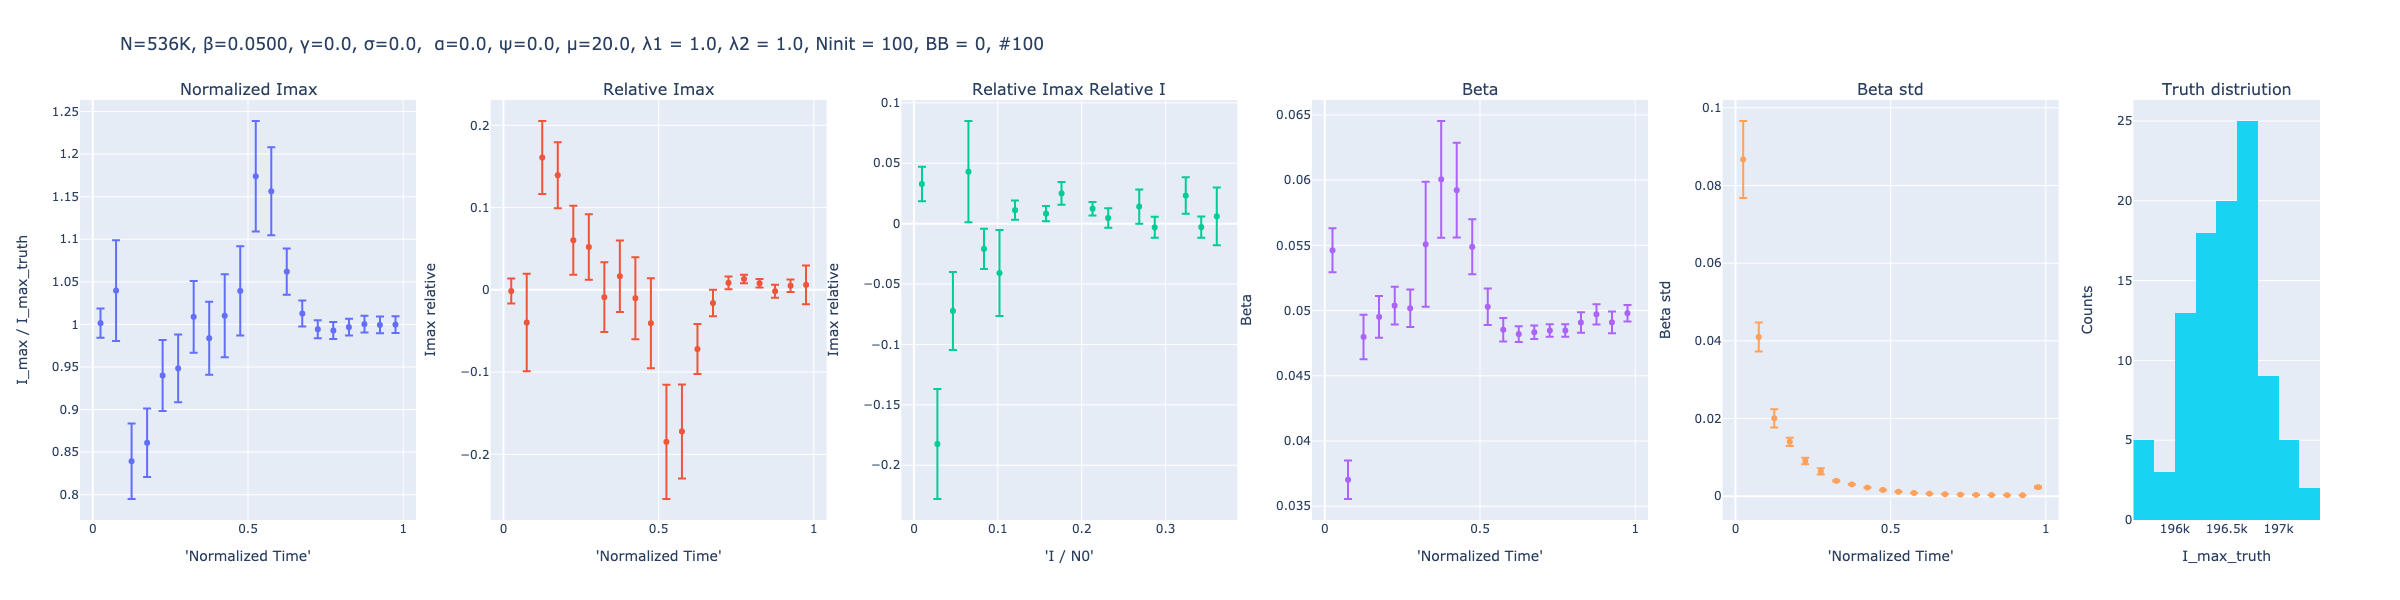 N=536K, β=0.0500, γ=0.0, σ=0.0,  α=0.0, ψ=0.0, μ=20.0, λ1 = 1.0, λ2 = 1.0, Ninit = 100, BB = 0, #100
Normalized Imax
1.25
1.2
1.15
1.1
1.05
1
0.95
0.9
0.85
0.8
I_max / I_max_truth
0
0.5
1
'Normalized Time'
Relative Imax
0.2
0.1
0
−0.1
−0.2
Imax relative
0
0.5
1
'Normalized Time'
Relative Imax Relative I
0.1
0.05
0
−0.05
−0.1
−0.15
−0.2
Imax relative
0
0.1
0.2
0.3
'I / N0'
Beta
0.065
0.06
0.055
0.05
0.045
0.04
0.035
Beta
0
0.5
1
'Normalized Time'
Beta std
0.1
0.08
0.06
0.04
0.02
0
Beta std
0
0.5
1
'Normalized Time'
Truth distriution
25
20
15
10
5
0
Counts
196k
196.5k
197k
I_max_truth